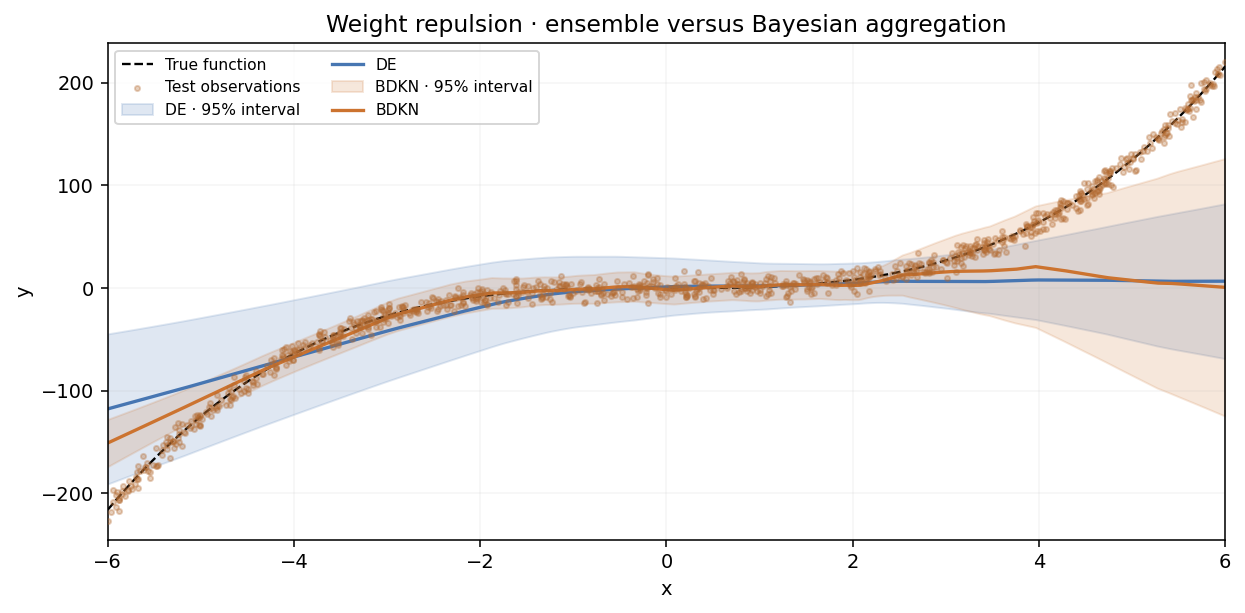 Weight repulsion · ensemble versus Bayesian aggregation
True function
Test observations
DE · 95% interval
DE
BDKN · 95% interval
BDKN
y
200
100
0
−100
−200
−6
−4
−2
0
2
4
6
x